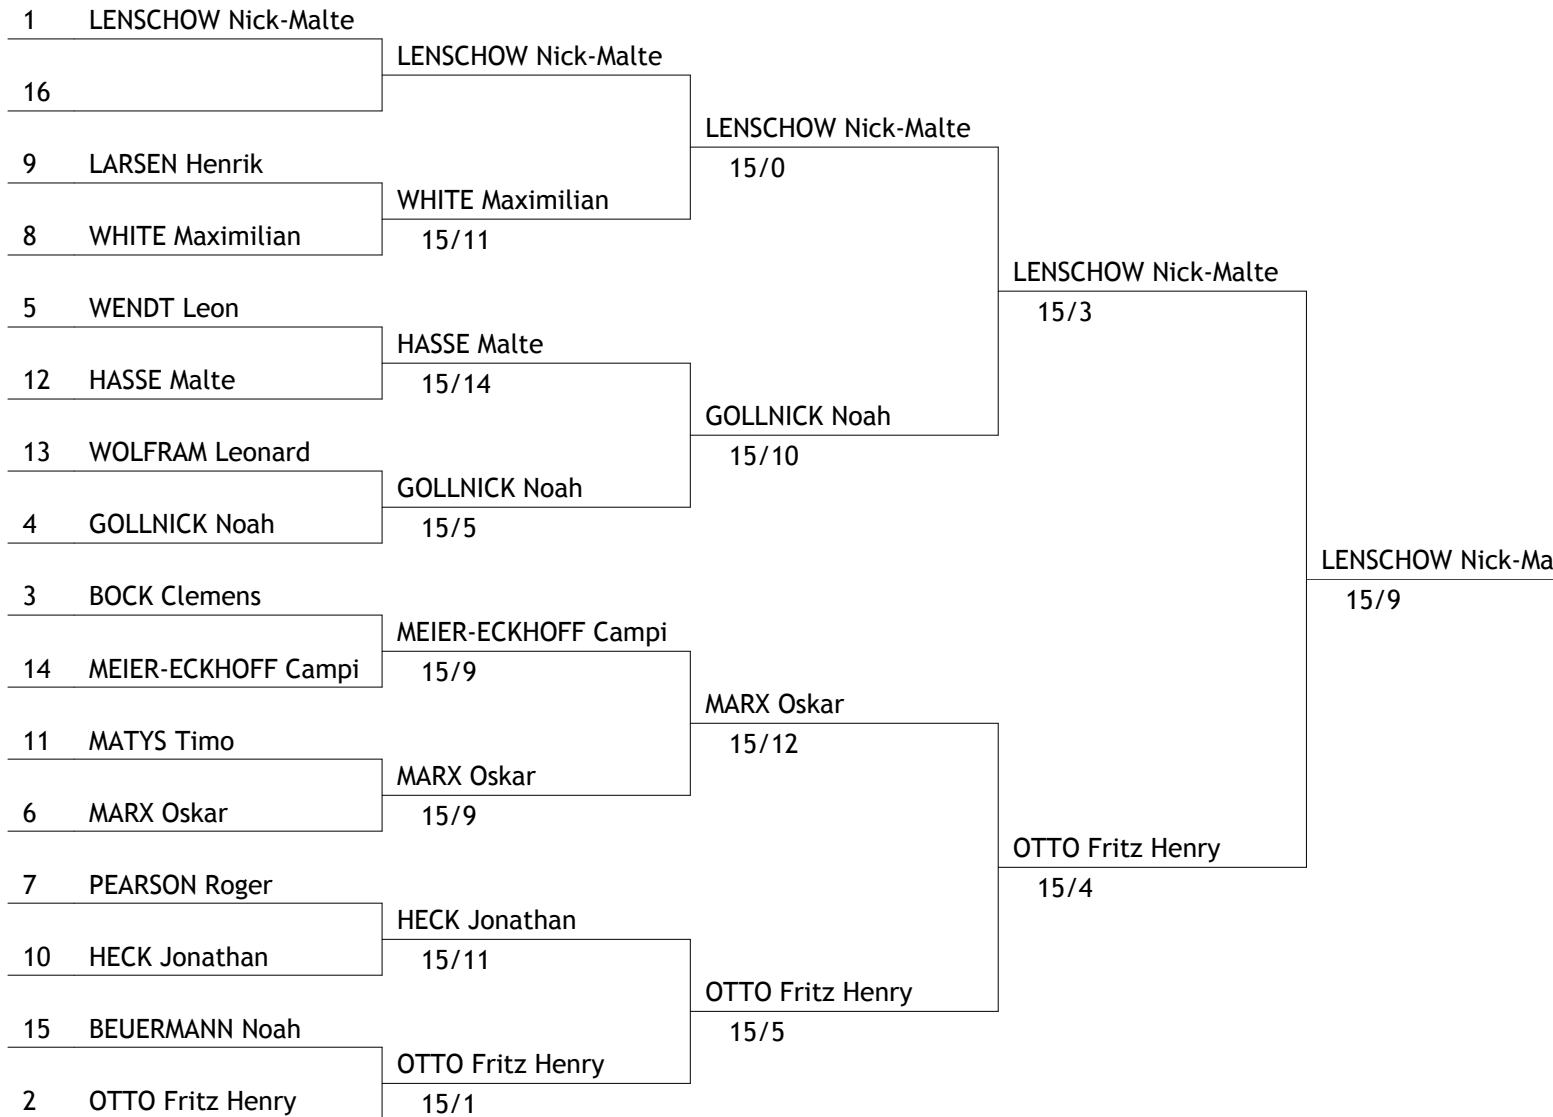 1 LENSCHOW Nick-Malte
LENSCHOW Nick-Malte
16
LENSCHOW Nick-Malte
9 LARSEN Henrik
15/0
WHITE Maximilian
8 WHITE Maximilian
15/11
LENSCHOW Nick-Malte
5 WENDT Leon
15/3
HASSE Malte
12 HASSE Malte
15/14
GOLLNICK Noah
13 WOLFRAM Leonard
15/10
GOLLNICK Noah
4 GOLLNICK Noah
15/5
LENSCHOW Nick-Ma
3 BOCK Clemens
15/9
MEIER-ECKHOFF Campi
14 MEIER-ECKHOFF Campi
15/9
MARX Oskar
11 MATYS Timo
15/12
MARX Oskar
6 MARX Oskar
15/9
OTTO Fritz Henry
7 PEARSON Roger
15/4
HECK Jonathan
10 HECK Jonathan
15/11
OTTO Fritz Henry
15 BEUERMANN Noah
15/5
OTTO Fritz Henry
2 OTTO Fritz Henry
15/1